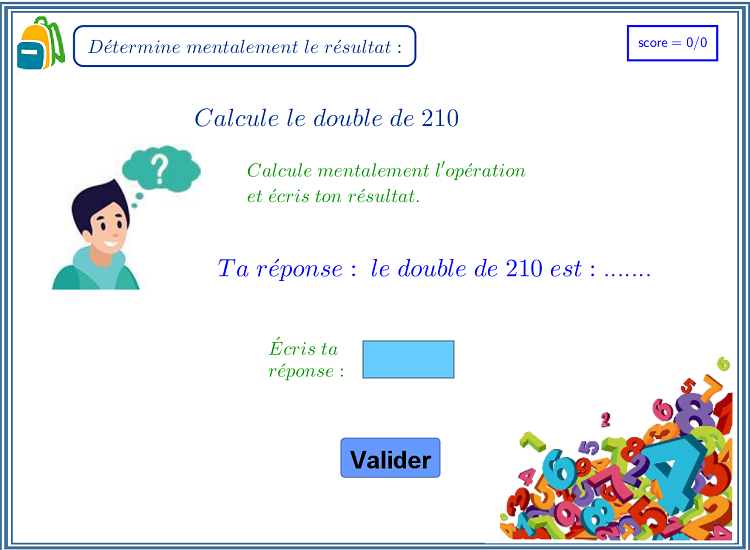 Détermine mentalement le résultat :
score = 0/0
Calcule le double de 210
?
Calcule mentalement l'opération
et écris ton résultat.
Ta réponse : le double de 210 est : .......
Écris ta
réponse :
Valider